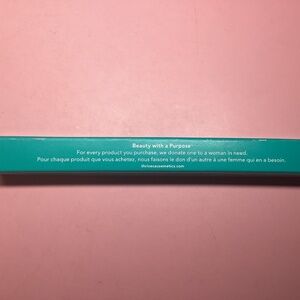 Beauty with a Purpose
For every product you purchase, we donate one to a woman in need.
Pour chaque produit que vous achetez, nous faisons le don d'un autre à une femme qui en a besoin.
thrivecausemetics.com